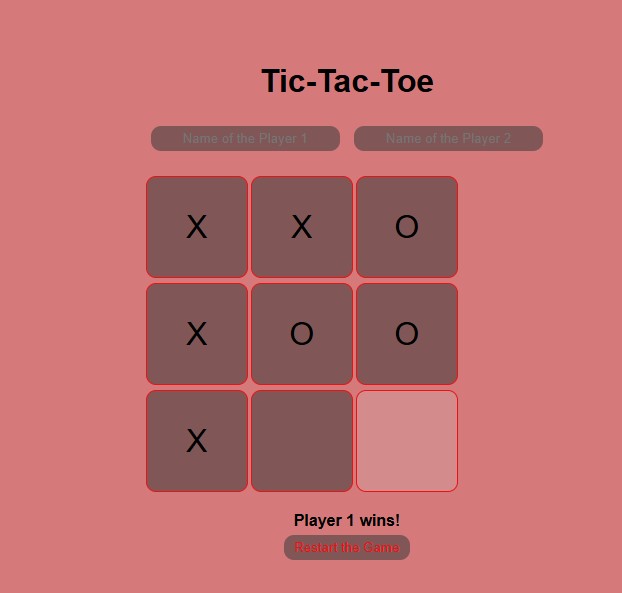 Tic-Tac-Toe
Name of the Player 1 Name of the Player 2
X X O
X O O
X
Player 1 wins!
Restart the Game